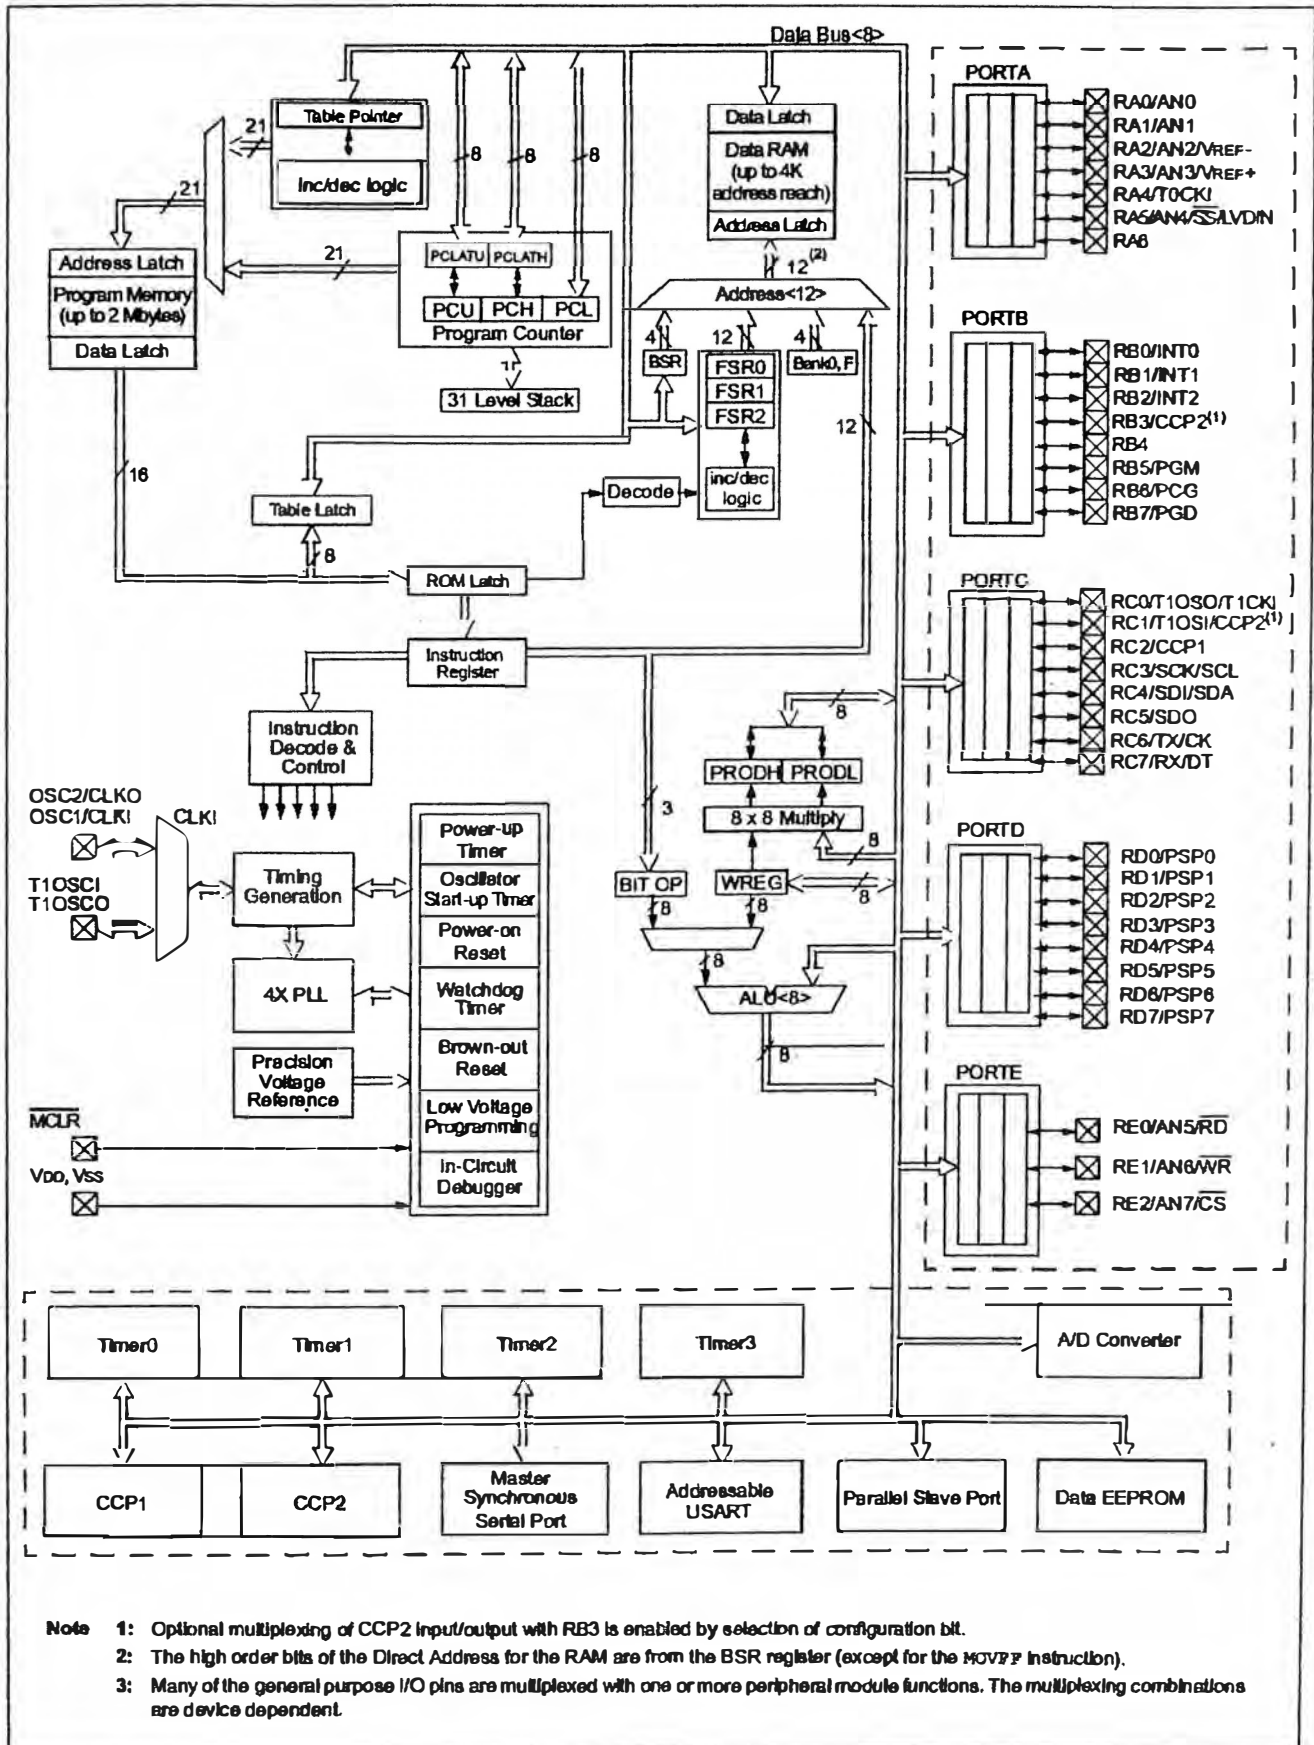 Data Bus<8>
21
Table Pointer
inc/dec logic
21
8
8
8
Data Latch
Data RAM
(up to 4K
address reach)
Address Latch
12(2)
Address<12>
21
PCLATU PCLATH
PCU PCH PCL
Program Counter
31 Level Stack
Address Latch
Program Memory
(up to 2 Mbytes)
Data Latch
16
4
BSR
12
FSR0
FSR1
FSR2
inc/dec
logic
4
Bank0, F
12
Decode
Table Latch
8
ROM Latch
Instruction
Register
Instruction
Decode &
Control
OSC2/CLKO
OSC1/CLKI
CLKI
T1OSCI
T1OSCO
Timing
Generation
4X PLL
Precision
Voltage
Reference
MCLR
VDD, VSS
Power-up
Timer
Oscillator
Start-up Timer
Power-on
Reset
Watchdog
Timer
Brown-out
Reset
Low Voltage
Programming
In-Circuit
Debugger
8
PRODH PRODL
8 x 8 Multiply
3
8
BIT OP
WREG
8
8
8
8
ALU<8>
8
PORTA
RA0/AN0
RA1/AN1
RA2/AN2/VREF-
RA3/AN3/VREF+
RA4/T0CKI
RA5/AN4/SS/LVDIN
RA6
PORTB
RB0/INT0
RB1/INT1
RB2/INT2
RB3/CCP2(1)
RB4
RB5/PGM
RB6/PCG
RB7/PGD
PORTC
RC0/T1OSO/T1CKI
RC1/T1OSI/CCP2(1)
RC2/CCP1
RC3/SCK/SCL
RC4/SDI/SDA
RC5/SDO
RC6/TX/CK
RC7/RX/DT
PORTD
RD0/PSP0
RD1/PSP1
RD2/PSP2
RD3/PSP3
RD4/PSP4
RD5/PSP5
RD6/PSP6
RD7/PSP7
PORTE
RE0/AN5/RD
RE1/AN6/WR
RE2/AN7/CS
Timer0
Timer1
Timer2
Timer3
A/D Converter
CCP1
CCP2
Master
Synchronous
Serial Port
Addressable
USART
Parallel Slave Port
Data EEPROM
Note 1: Optional multiplexing of CCP2 input/output with RB3 is enabled by selection of configuration bit.
2: The high order bits of the Direct Address for the RAM are from the BSR register (except for the MOVFF instruction).
3: Many of the general purpose I/O pins are multiplexed with one or more peripheral module functions. The multiplexing combinations
are device dependent.